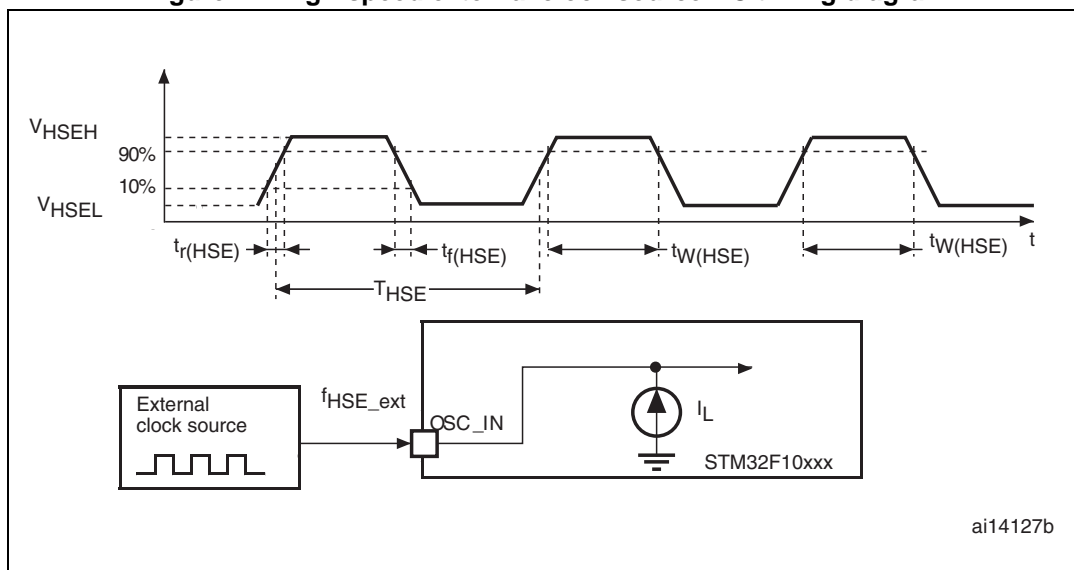 VHSEH
90%
10%
VHSEL
tr(HSE)
tf(HSE)
tW(HSE)
tW(HSE)
t
THSE
External
clock source
fHSE_ext
OSC_IN
IL
STM32F10xxx
ai14127b